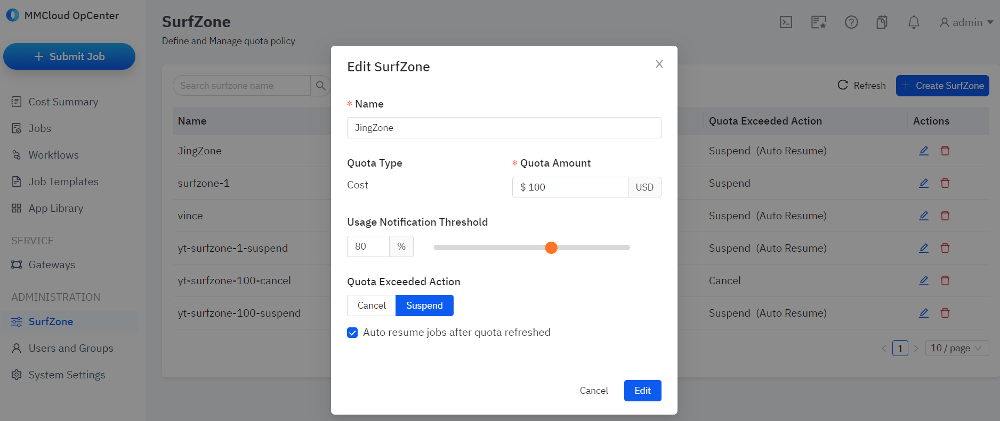 MMCloud OpCenter
Submit Job
Cost Summary
Jobs
Workflows
Job Templates
App Library
SERVICE
Gateways
ADMINISTRATION
SurfZone
Users and Groups
System Settings
SurfZone
Define and Manage quota policy
admin
Search surfzone name
Refresh
+ Create SurfZone
Name
Quota Exceeded Action
Actions
JingZone
Suspend (Auto Resume)
surfzone-1
Suspend
vince
Suspend (Auto Resume)
yt-surfzone-1-suspend
Suspend (Auto Resume)
yt-surfzone-100-cancel
Cancel
yt-surfzone-100-suspend
Suspend (Auto Resume)
< 1 >
10 / page
Edit SurfZone
* Name
JingZone
Quota Type
* Quota Amount
Cost
$ 100
USD
Usage Notification Threshold
80
%
Quota Exceeded Action
Cancel
Suspend
Auto resume jobs after quota refreshed
Cancel
Edit